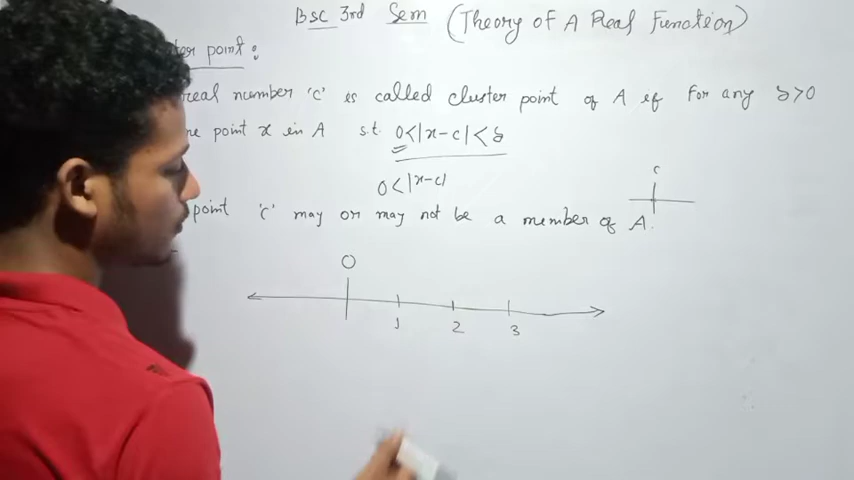 Bsc 3rd Sem (Theory of A Real Function)
point :
real number 'c' is called cluster point of A if For any δ>0
point x in A s.t. 0<|x-c|<δ
0<|x-c|
c
point 'c' may or may not be a member of A.
0
1 2 3